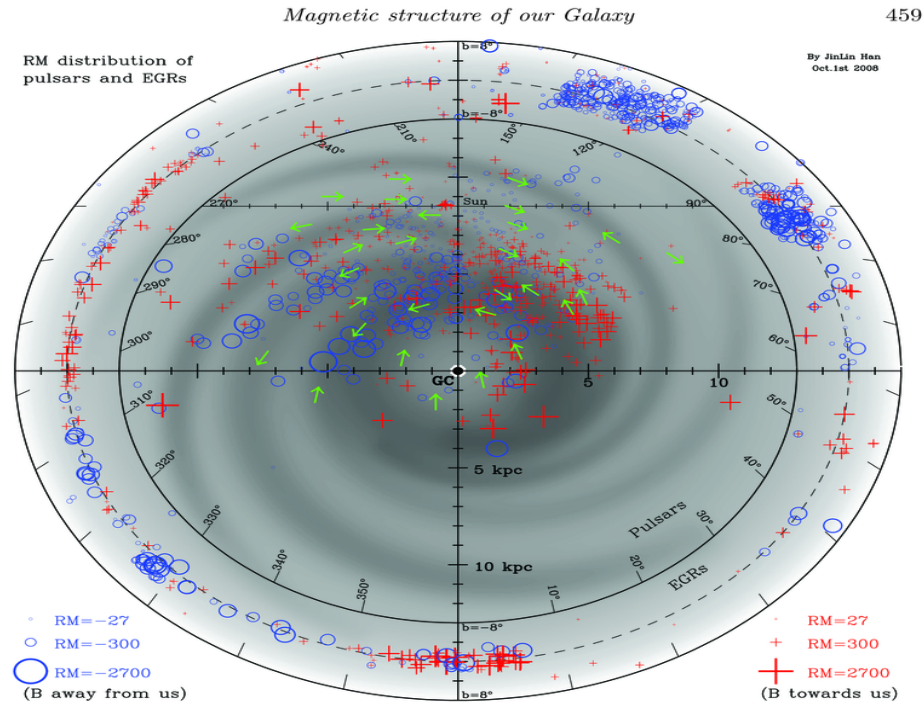 Magnetic structure of our Galaxy 459
RM distribution of
pulsars and EGRs
By JinLin Han
Oct.1st 2008
b=8°
b=-8°
210°
150°
240°
120°
270°
Sun
90°
280°
80°
290°
70°
300°
60°
GC
5
10
310°
50°
5 kpc
320°
40°
330°
Pulsars
30°
340°
10 kpc
20°
EGRs
350°
10°
b=-8°
b=8°
RM=-27
RM=-300
RM=-2700
(B away from us)
RM=27
RM=300
RM=2700
(B towards us)